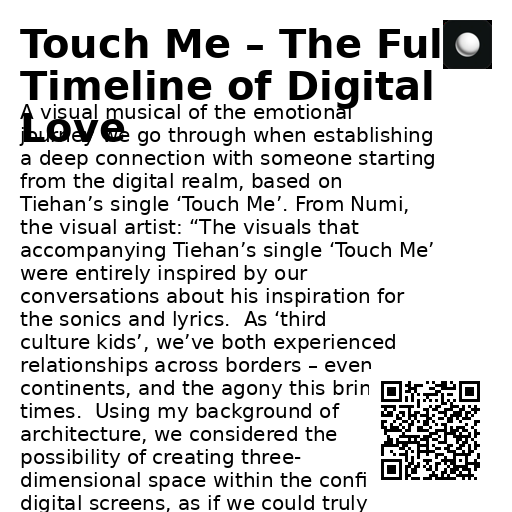 Touch Me – The Ful
Timeline of Digital
Love
A visual musical of the emotional
journey we go through when establishing
a deep connection with someone starting
from the digital realm, based on
Tiehan’s single ‘Touch Me’. From Numi,
the visual artist: “The visuals that
accompanying Tiehan’s single ‘Touch Me’
were entirely inspired by our
conversations about his inspiration for
the sonics and lyrics.  As ‘third
culture kids’, we’ve both experienced
relationships across borders – even
continents, and the agony this brin
times.  Using my background of
architecture, we considered the
possibility of creating three-
dimensional space within the confi
digital screens, as if we could truly